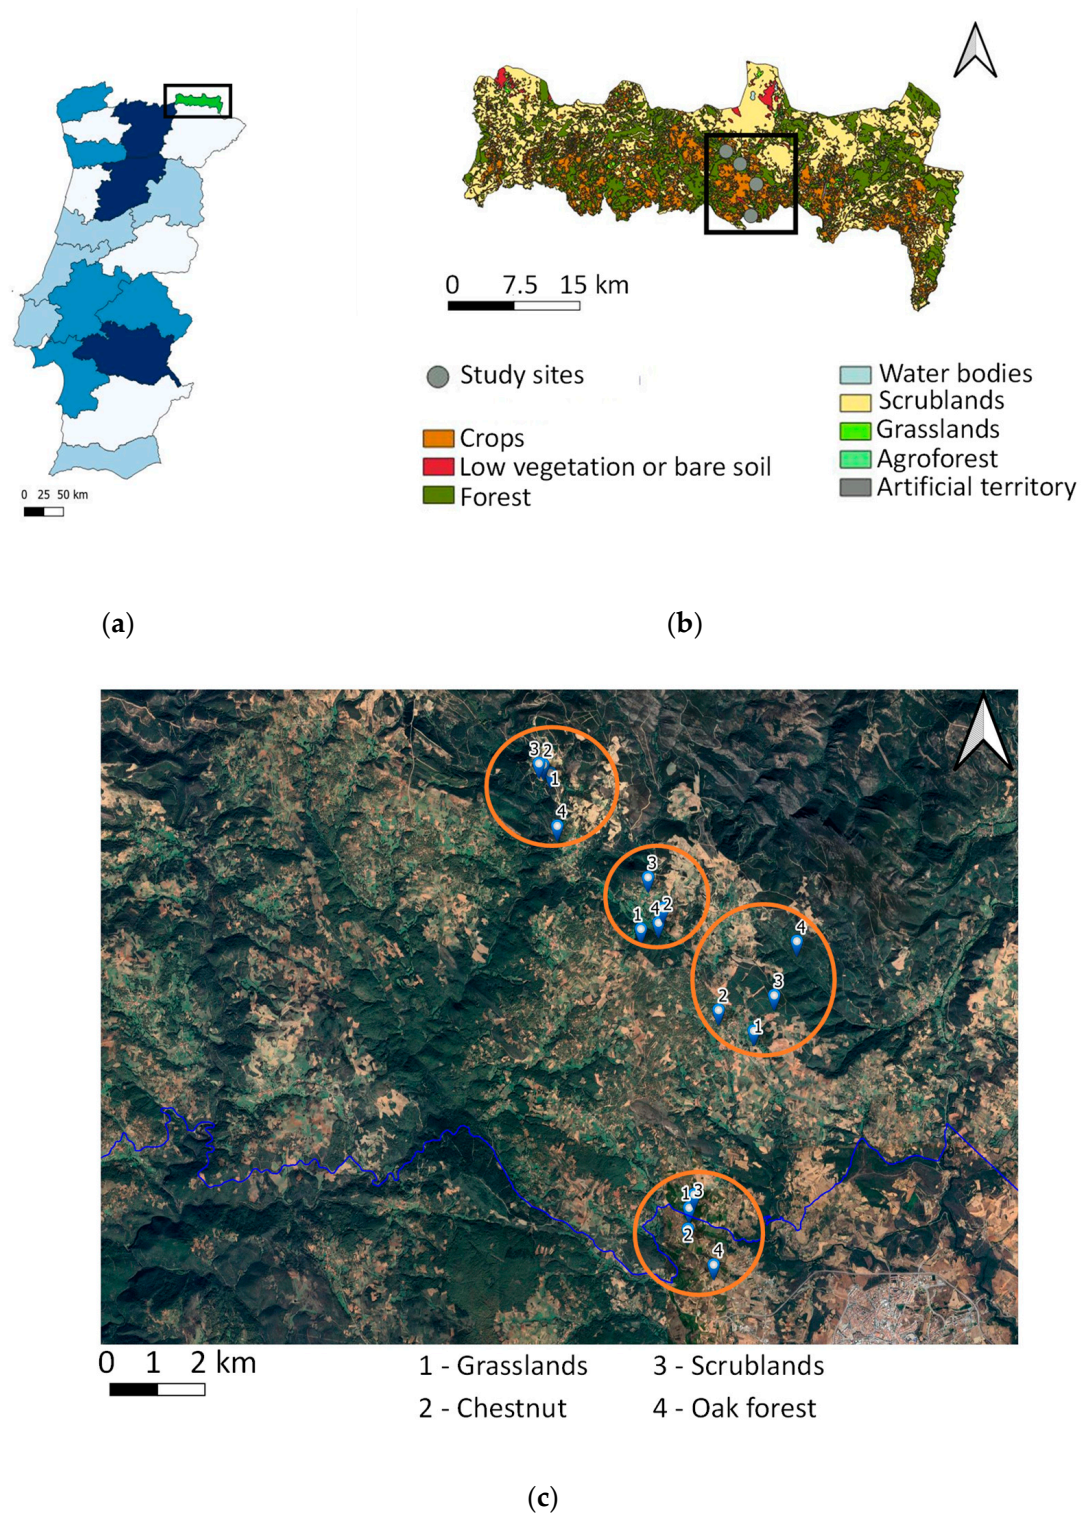 0 25 50 km
0 7.5 15 km
Study sites
Crops
Low vegetation or bare soil
Forest
Water bodies
Scrublands
Grasslands
Agroforest
Artificial territory
(a)
(b)
3 2
1
4
3
1 4 2
4
3
2
1
1 3
2
4
0 1 2 km
1 - Grasslands
3 - Scrublands
2 - Chestnut
4 - Oak forest
(c)